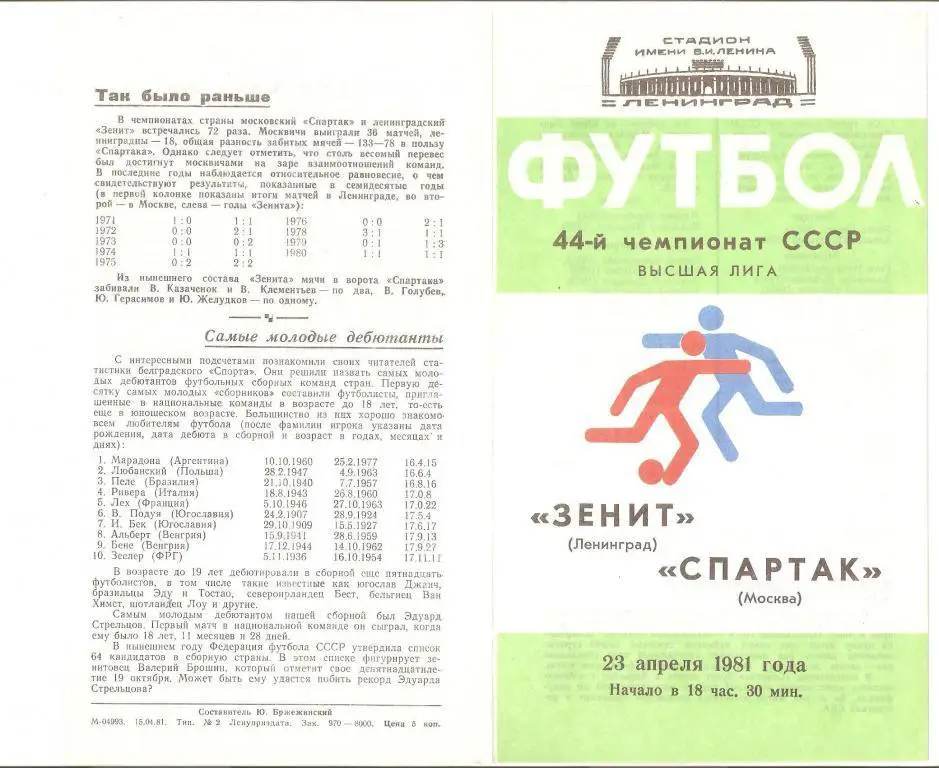 Так было раньше
В чемпионатах страны московский «Спартак» и ленинградский
«Зенит» встречались 72 раза. Москвичи выиграли 36 матчей, ле-
нинградцы — 18, общая разность забитых мячей — 133—78 в пользу
«Спартака». Однако следует отметить, что столь весомый перевес
был достигнут москвичами на заре взаимоотношений команд.
В последние годы наблюдается относительное равновесие, о чем
свидетельствуют результаты, показанные в семидесятые годы
(в первой колонке показаны итоги матчей в Ленинграде, во вто-
рой — в Москве, слева — годы «Зенита»):
1971 1:0 1:1 1976 0:0 2:1
1972 0:0 2:1 1978 3:1 1:1
1973 0:0 0:2 1979 0:1 1:3
1974 1:1 1:1 1980 1:1 1:1
1975 0:2 2:2
Из нынешнего состава «Зенита» мячи в ворота «Спартака»
забивали В. Казаченок и В. Клементьев — по два, В. Голубев,
Ю. Герасимов и Ю. Желудков — по одному.
Самые молодые дебютанты
С интересными подсчетами познакомили своих читателей ста-
тистики белградского «Спорта». Они решили назвать самых моло-
дых дебютантов футбольных сборных команд стран. Первую де-
сятку самых молодых «сборников» составили футболисты, пригла-
шенные в национальные команды в возрасте до 18 лет, то-есть
еще в юношеском возрасте. Большинство из них хорошо знакомо
всем любителям футбола (после фамилии игрока указаны дата
рождения, дата дебюта в сборной и возраст в годах, месяцах и
днях):
1. Марадона (Аргентина) 10.10.1960 25.2.1977 16.4.15
2. Любанский (Польша) 28.2.1947 4.9.1963 16.6.4
3. Пеле (Бразилия) 21.10.1940 7.7.1957 16.8.16
4. Ривера (Италия) 18.8.1943 26.8.1960 17.0.8
5. Лех (Франция) 5.10.1946 27.10.1963 17.0.22
6. В. Подуя (Югославия) 24.2.1907 28.9.1924 17.5.4
7. И. Бек (Югославия) 29.10.1909 15.5.1927 17.6.17
8. Альберт (Венгрия) 15.9.1941 28.6.1959 17.9.13
9. Бене (Венгрия) 17.12.1944 14.10.1962 17.9.27
10. Зеелер (ФРГ) 5.11.1936 16.10.1954 17.11.11
В возрасте до 19 лет дебютировали в сборной еще пятнадцать
футболистов, в том числе такие известные как югослав Джаич,
бразильцы Эду и Тостао, североирландец Бест, бельгиец Ван
Химст, шотландец Лоу и другие.
Самым молодым дебютантом нашей сборной был Эдуард
Стрельцов. Первый матч в национальной команде он сыграл, когда
ему было 18 лет, 11 месяцев и 28 дней.
В нынешнем году Федерация футбола СССР утвердила список
64 кандидатов в сборную страны. В этом списке фигурирует зе-
нитовец Валерий Брошин, который отметит свое девятнадцатиле-
тие 19 октября. Может быть ему удастся побить рекорд Эдуарда
Стрельцова?
Составитель Ю. Бржежинский
М-04993. 15.04.81. Тип. № 2 Ленуприздата. Зак. 970—8000. Цена 5 коп.
СТАДИОН
ИМЕНИ В.И.ЛЕНИНА
ЛЕНИНГРАД
ФУТБОЛ
44-й чемпионат СССР
ВЫСШАЯ ЛИГА
«ЗЕНИТ»
(Ленинград)
«СПАРТАК»
(Москва)
23 апреля 1981 года
Начало в 18 час. 30 мин.